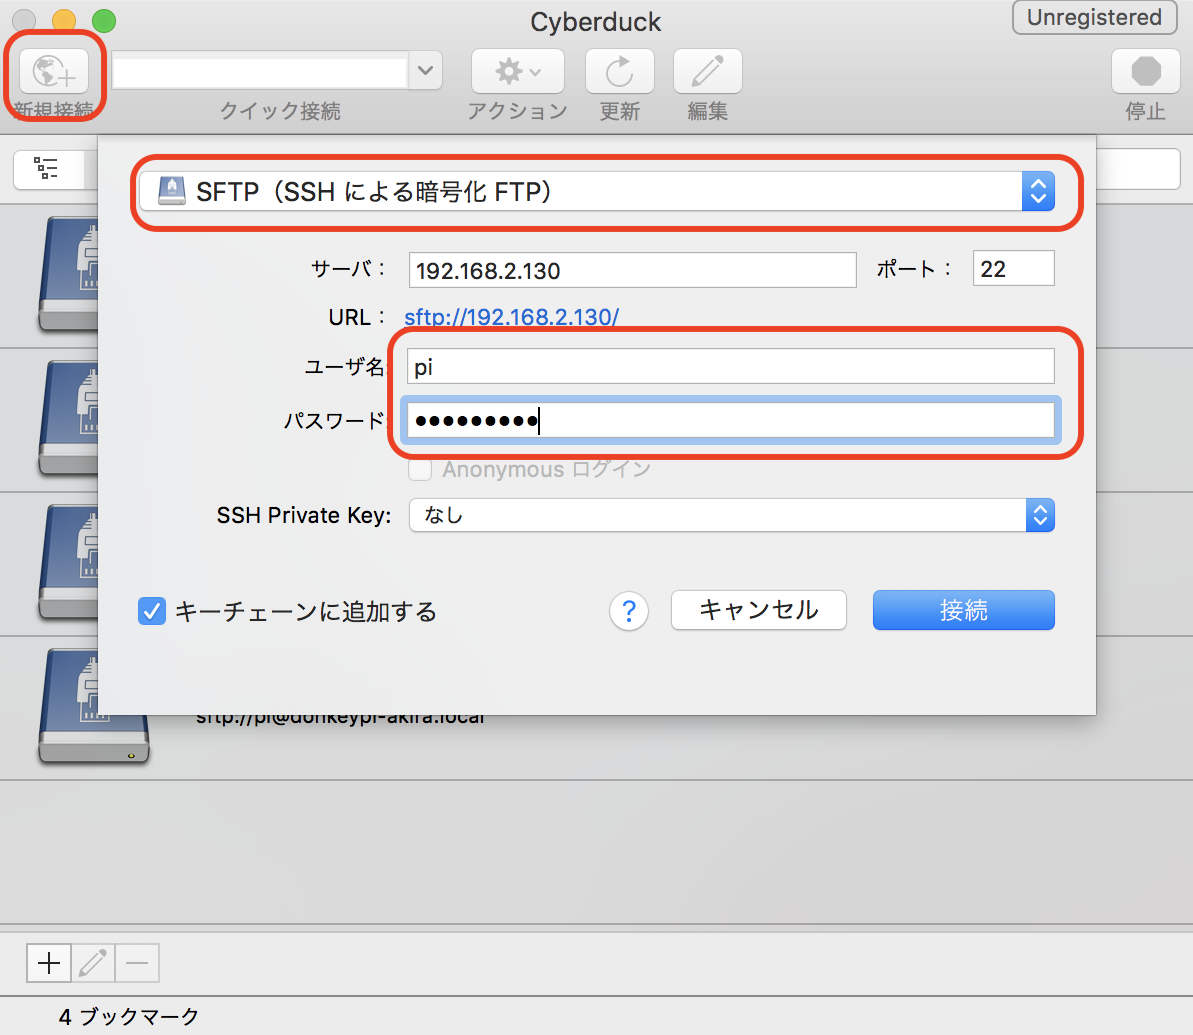 Cyberduck
Unregistered
新規接続
クイック接続
アクション
更新
編集
停止
SFTP（SSH による暗号化 FTP）
サーバ：
192.168.2.130
ポート：
22
URL：
sftp://192.168.2.130/
ユーザ名:
pi
パスワード:
●●●●●●●●●
Anonymous ログイン
SSH Private Key:
なし
キーチェーンに追加する
?
キャンセル
接続
sftp://pi@donkeypi-akira.local
4 ブックマーク